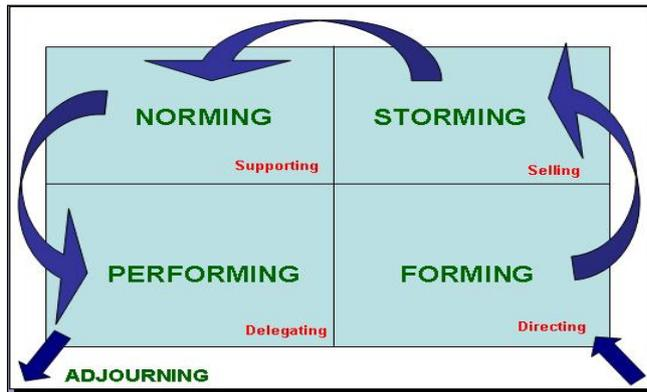 NORMING
STORMING
Supporting
Selling
PERFORMING
FORMING
Delegating
Directing
ADJOURNING